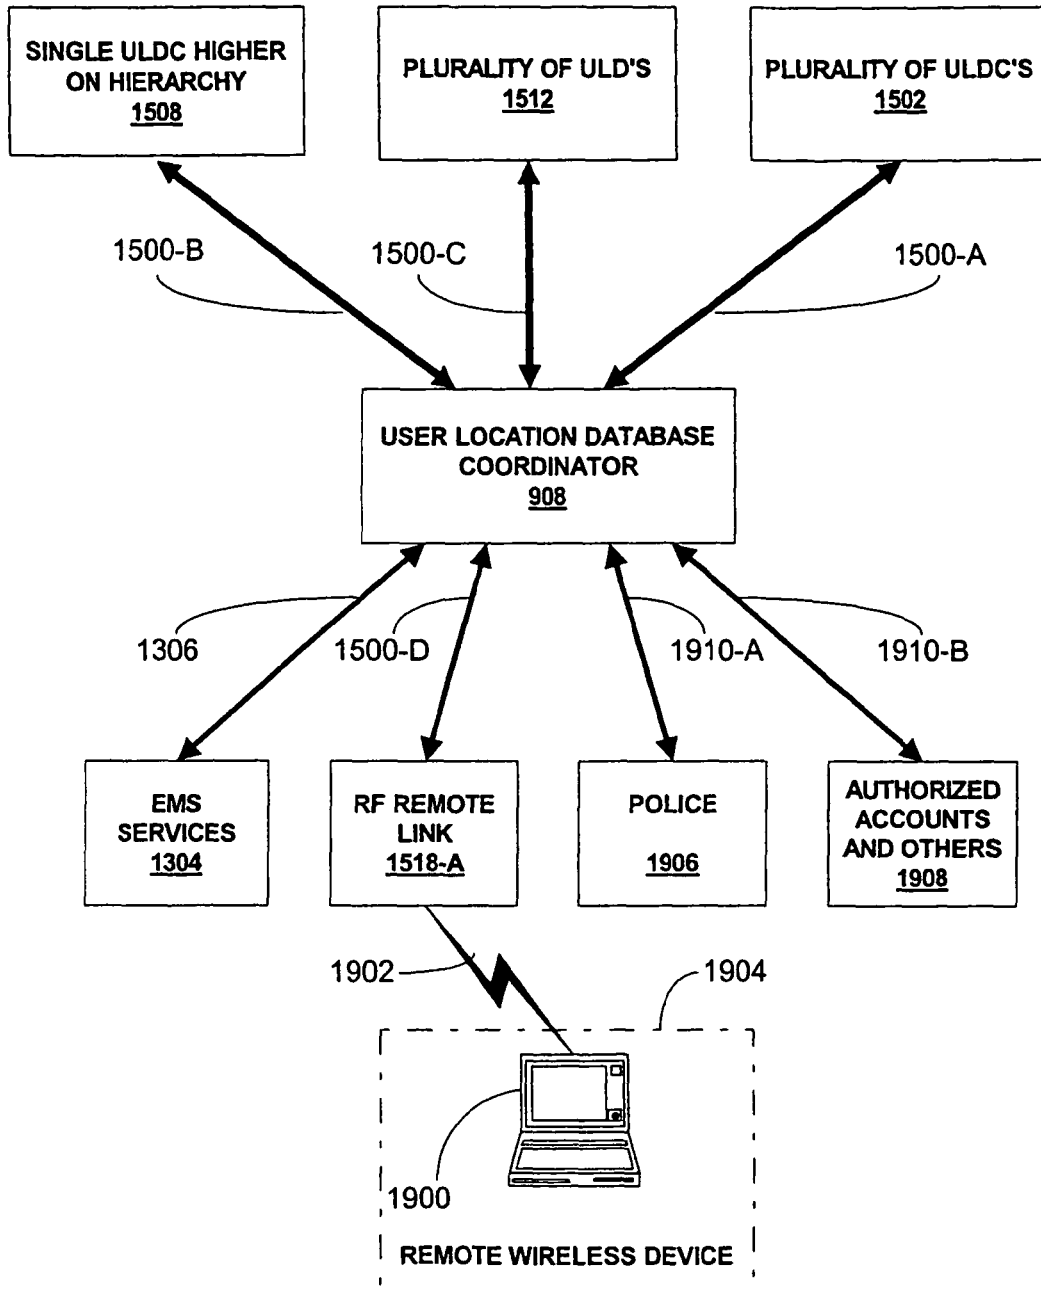 SINGLE ULDC HIGHER
ON HIERARCHY
1508
PLURALITY OF ULD'S
1512
PLURALITY OF ULDC'S
1502
1500-B
1500-C
1500-A
USER LOCATION DATABASE
COORDINATOR
908
1306
1500-D
1910-A
1910-B
EMS
SERVICES
1304
RF REMOTE
LINK
1518-A
POLICE
1906
AUTHORIZED
ACCOUNTS
AND OTHERS
1908
1902
1904
1900
REMOTE WIRELESS DEVICE